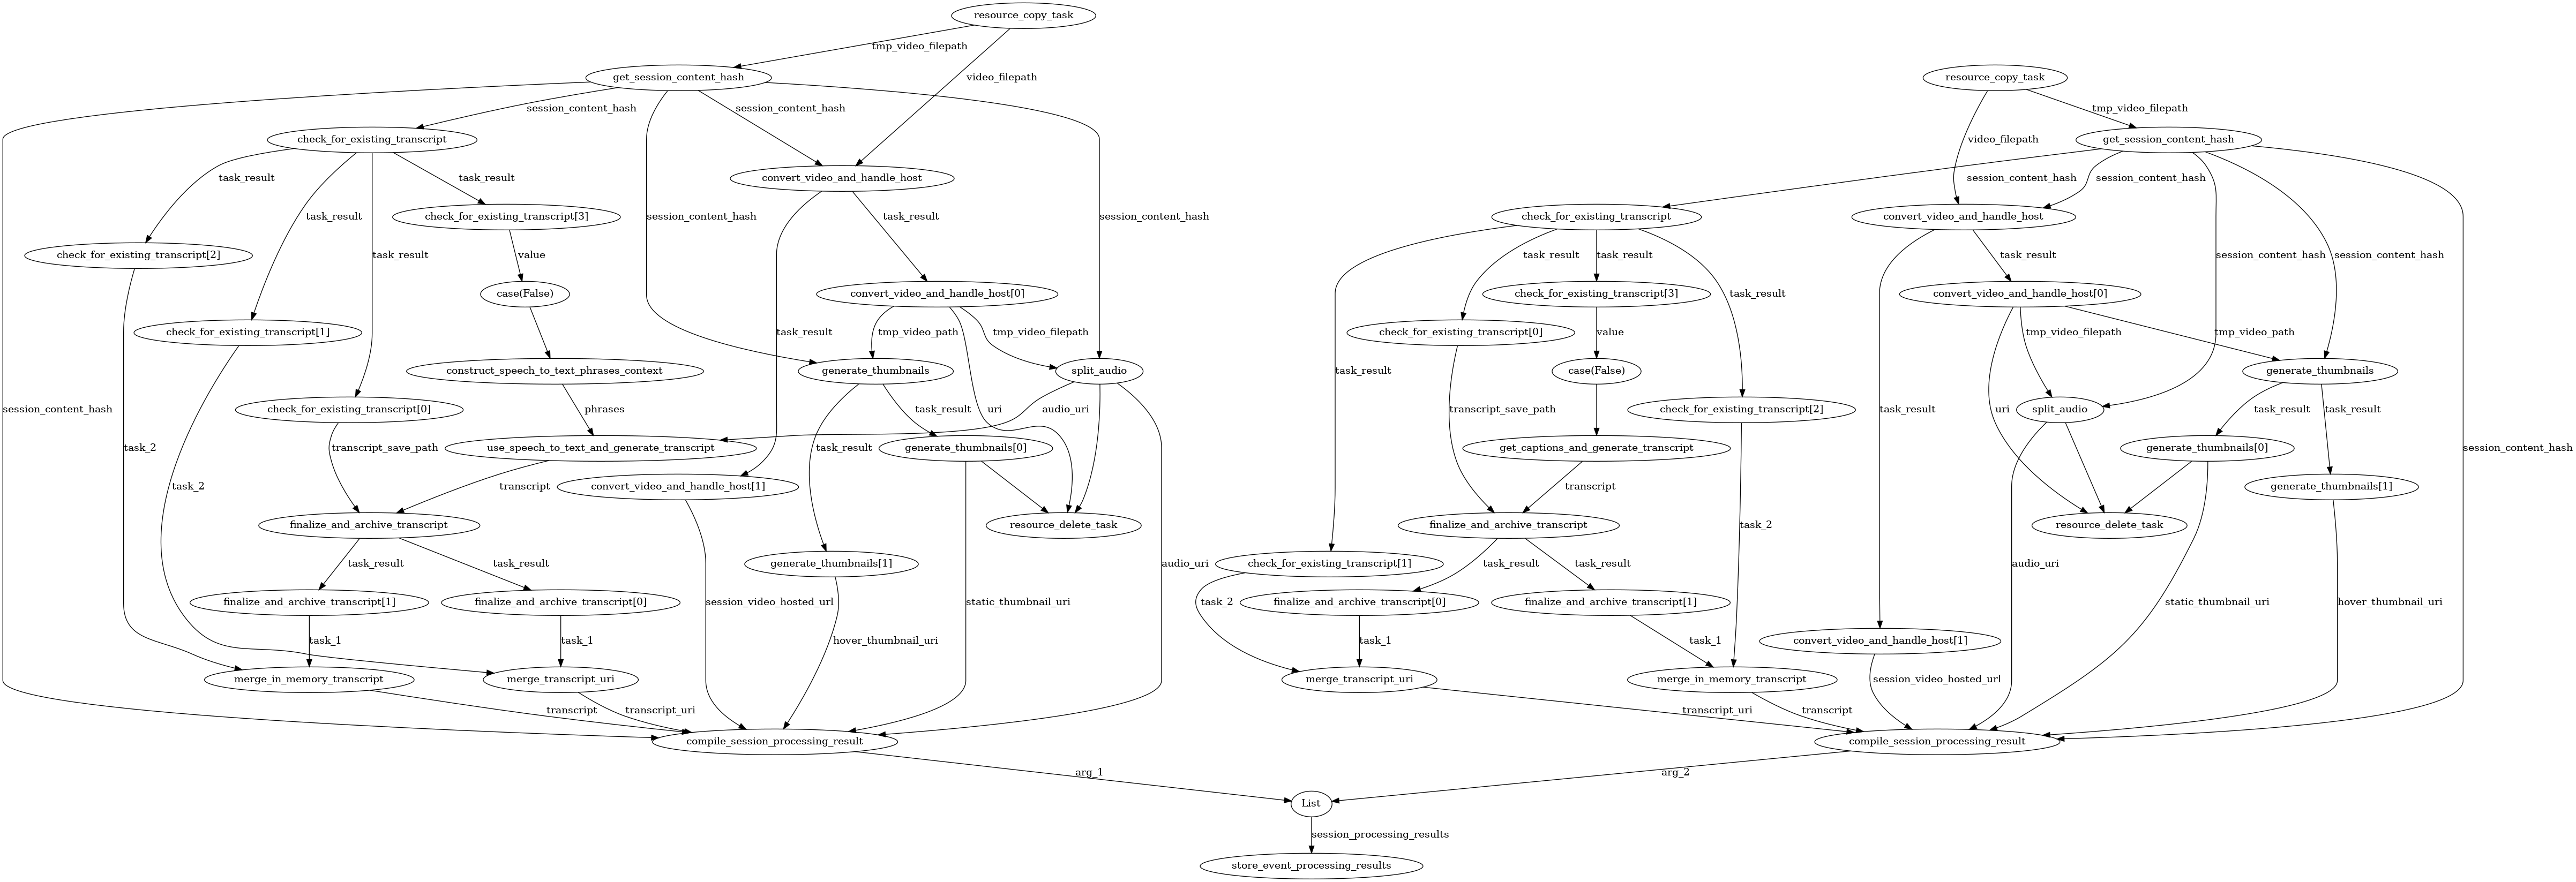 resource_copy_task
tmp_video_filepath
get_session_content_hash
video_filepath
resource_copy_task
session_content_hash
session_content_hash
tmp_video_filepath
check_for_existing_transcript
video_filepath
get_session_content_hash
task_result
task_result
convert_video_and_handle_host
session_content_hash
session_content_hash
task_result
check_for_existing_transcript[3]
session_content_hash
task_result
session_content_hash
check_for_existing_transcript
convert_video_and_handle_host
check_for_existing_transcript[2]
task_result
value
task_result
task_result
task_result
session_content_hash
session_content_hash
case(False)
convert_video_and_handle_host[0]
check_for_existing_transcript[3]
task_result
convert_video_and_handle_host[0]
check_for_existing_transcript[1]
task_result
tmp_video_path
tmp_video_filepath
check_for_existing_transcript[0]
value
tmp_video_filepath
tmp_video_path
construct_speech_to_text_phrases_context
generate_thumbnails
split_audio
task_result
case(False)
generate_thumbnails
session_content_hash
check_for_existing_transcript[0]
phrases
task_result
uri
audio_uri
transcript_save_path
check_for_existing_transcript[2]
task_result
uri
split_audio
task_result
task_result
task_2
transcript_save_path
use_speech_to_text_and_generate_transcript
task_result
generate_thumbnails[0]
get_captions_and_generate_transcript
generate_thumbnails[0]
session_content_hash
task_2
transcript
convert_video_and_handle_host[1]
transcript
generate_thumbnails[1]
finalize_and_archive_transcript
resource_delete_task
finalize_and_archive_transcript
task_2
resource_delete_task
task_result
task_result
generate_thumbnails[1]
audio_uri
check_for_existing_transcript[1]
task_result
task_result
audio_uri
finalize_and_archive_transcript[1]
finalize_and_archive_transcript[0]
session_video_hosted_url
static_thumbnail_uri
task_2
finalize_and_archive_transcript[0]
finalize_and_archive_transcript[1]
static_thumbnail_uri
hover_thumbnail_uri
task_1
task_1
hover_thumbnail_uri
task_1
task_1
convert_video_and_handle_host[1]
merge_in_memory_transcript
merge_transcript_uri
merge_transcript_uri
merge_in_memory_transcript
session_video_hosted_url
transcript
transcript_uri
transcript_uri
transcript
compile_session_processing_result
compile_session_processing_result
arg_1
arg_2
List
session_processing_results
store_event_processing_results